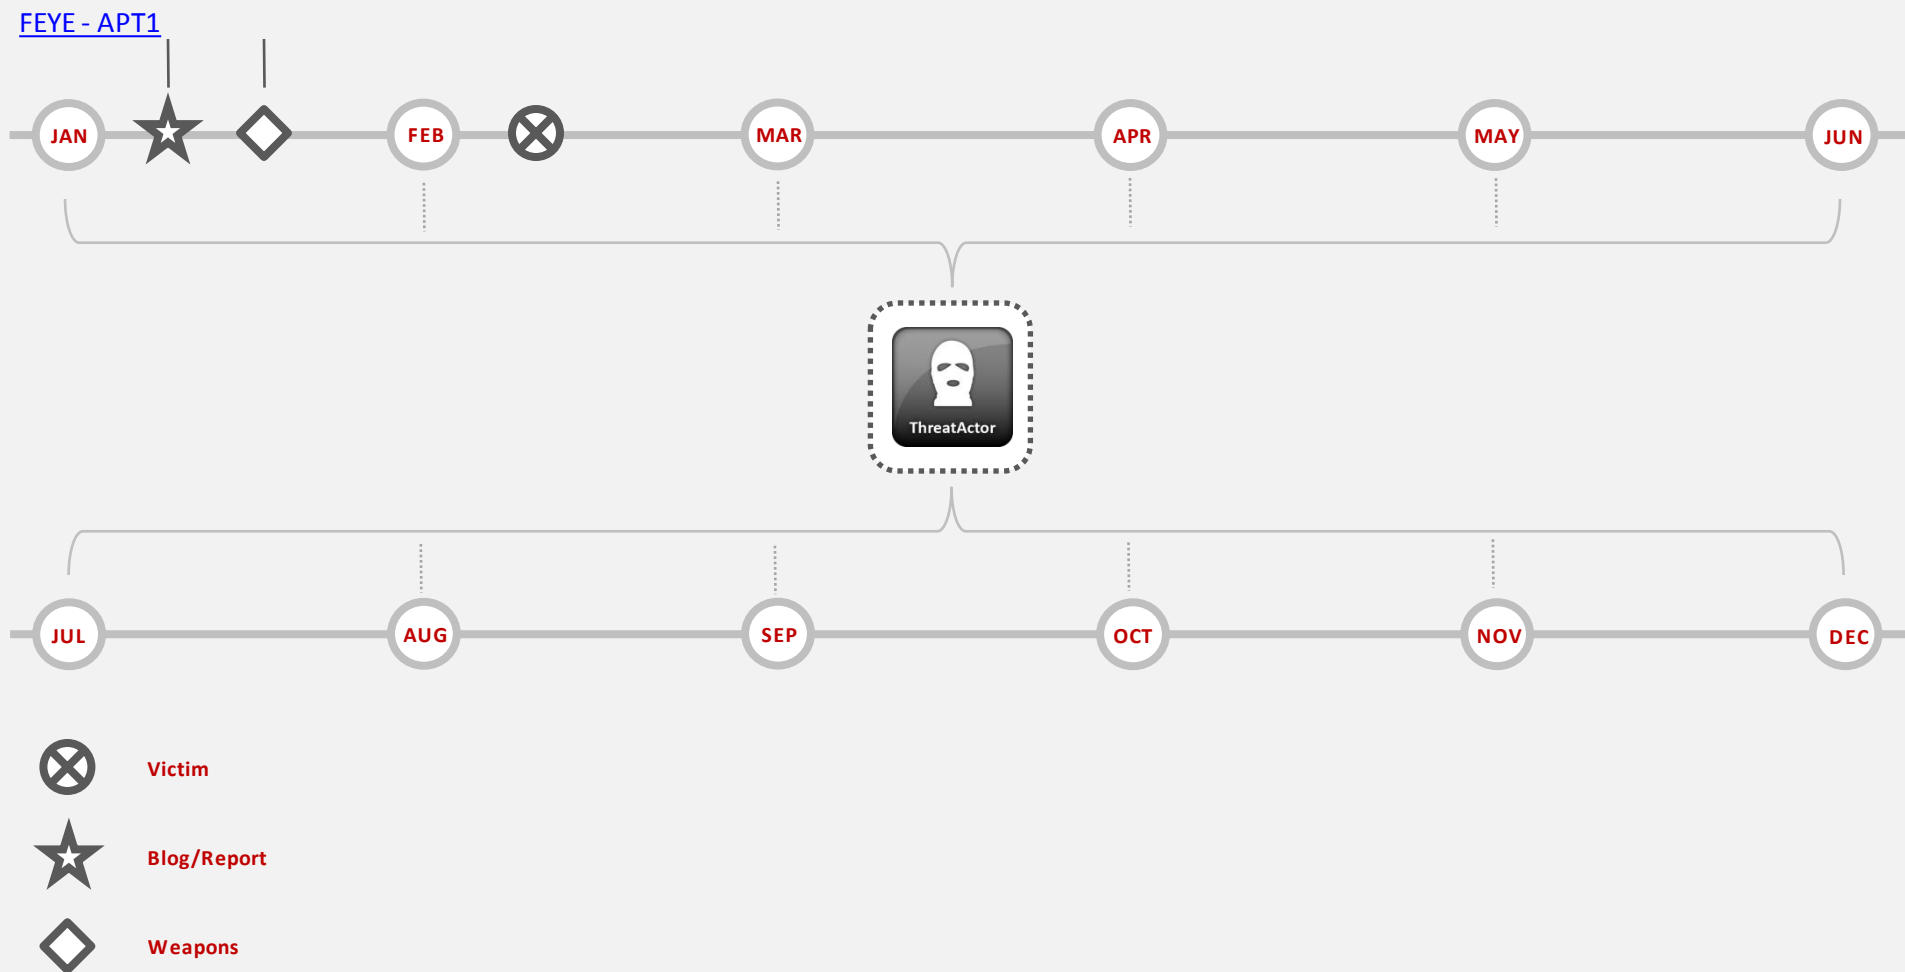 FEYE - APT1
JAN
FEB
MAR
APR
MAY
JUN
ThreatActor
JUL
AUG
SEP
OCT
NOV
DEC
Victim
Blog/Report
Weapons